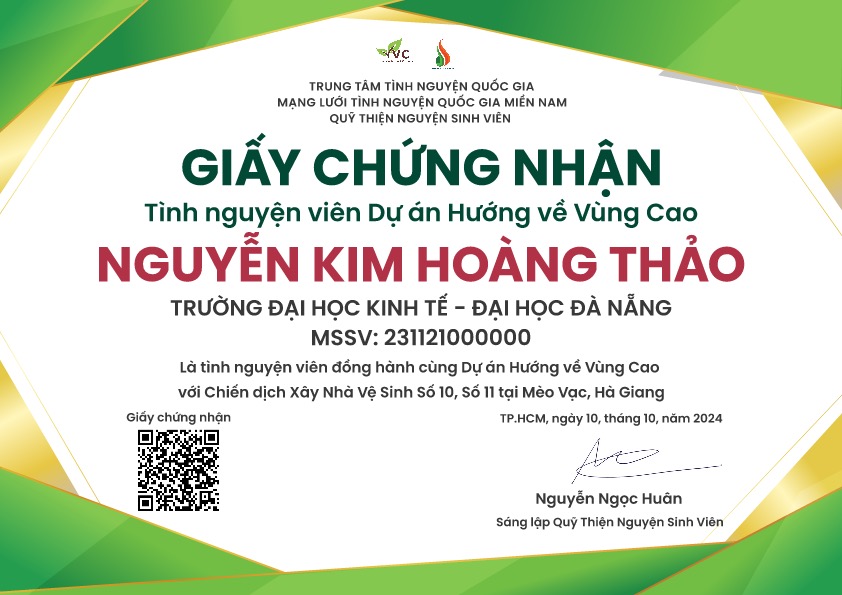 VVC
TRUNG TÂM TÌNH NGUYỆN QUỐC GIA
MẠNG LƯỚI TÌNH NGUYỆN QUỐC GIA MIỀN NAM
QUỸ THIỆN NGUYỆN SINH VIÊN
GIẤY CHỨNG NHẬN
Tình nguyện viên Dự án Hướng về Vùng Cao
NGUYỄN KIM HOÀNG THẢO
TRƯỜNG ĐẠI HỌC KINH TẾ - ĐẠI HỌC ĐÀ NẴNG
MSSV: 231121000000
Là tình nguyện viên đồng hành cùng Dự án Hướng về Vùng Cao
với Chiến dịch Xây Nhà Vệ Sinh Số 10, Số 11 tại Mèo Vạc, Hà Giang
Giấy chứng nhận
TP.HCM, ngày 10, tháng 10, năm 2024
Nguyễn Ngọc Huân
Sáng lập Quỹ Thiện Nguyện Sinh Viên